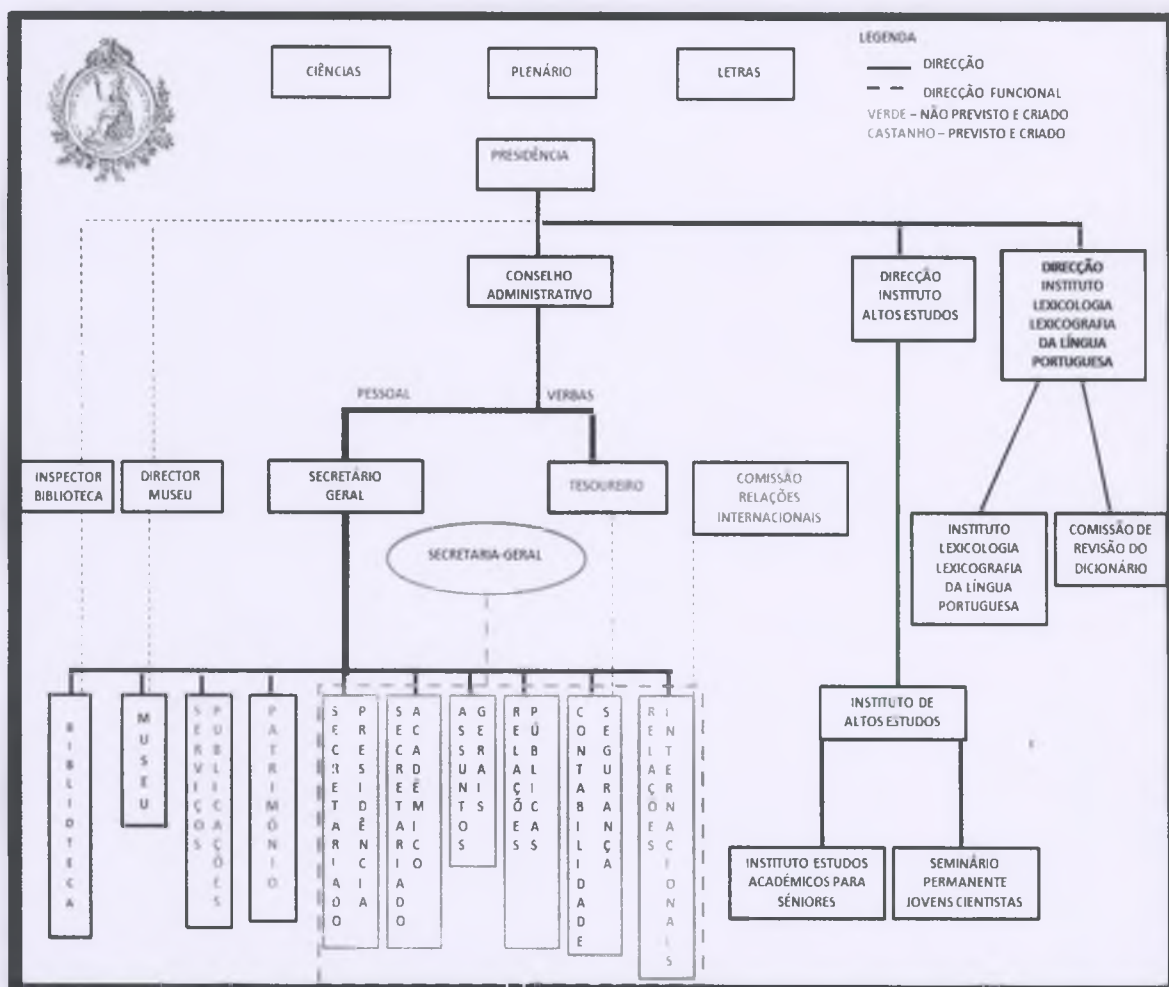 CIÊNCIAS
PLENÁRIO
LETRAS
LEGENDA
DIRECÇÃO
DIRECÇÃO FUNCIONAL
VERDE – NÃO PREVISTO E CRIADO
CASTANHO – PREVISTO E CRIADO
PRESIDÊNCIA
CONSELHO
ADMINISTRATIVO
DIRECÇÃO
INSTITUTO
ALTOS ESTUDOS
DIRECÇÃO
INSTITUTO
LEXICOLOGIA
LEXICOGRAFIA
DA LÍNGUA
PORTUGUESA
PESSOAL
VERBAS
INSPECTOR
BIBLIOTECA
DIRECTOR
MUSEU
SECRETÁRIO
GERAL
TESOUREIRO
COMISSÃO
RELAÇÕES
INTERNACIONAIS
SECRETARIA-GERAL
INSTITUTO
LEXICOLOGIA
LEXICOGRAFIA
DA LÍNGUA
PORTUGUESA
COMISSÃO DE
REVISÃO DO
DICIONÁRIO
BIBLIOTECA
MUSEU
SERVIÇOS
PUBLICAÇÕES
PATRIMÓNIO
SECRETARIADO
PRESIDÊNCIA
SECRETARIADO
ACADÉMICO
ASSUNTOS
GERAIS
RELAÇÕES
PÚBLICAS
CONTABILIDADE
SEGURANÇA
RELAÇÕES
INTERNACIONAIS
INSTITUTO DE
ALTOS ESTUDOS
INSTITUTO ESTUDOS
ACADÉMICOS PARA
SÉNIORES
SEMINÁRIO
PERMANENTE
JOVENS CIENTISTAS